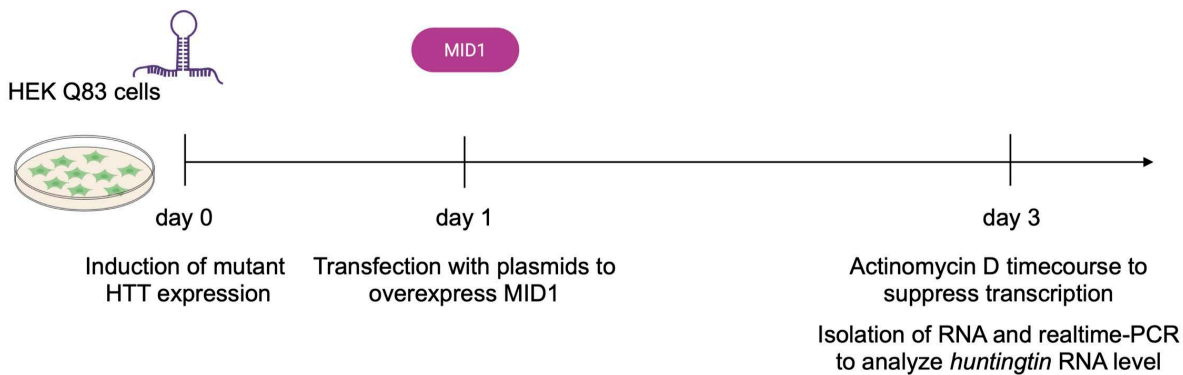 MID1
HEK Q83 cells
day 0
day 1
day 3
Induction of mutant
HTT expression
Transfection with plasmids to
overexpress MID1
Actinomycin D timecourse to
suppress transcription
Isolation of RNA and realtime-PCR
to analyze huntingtin RNA level